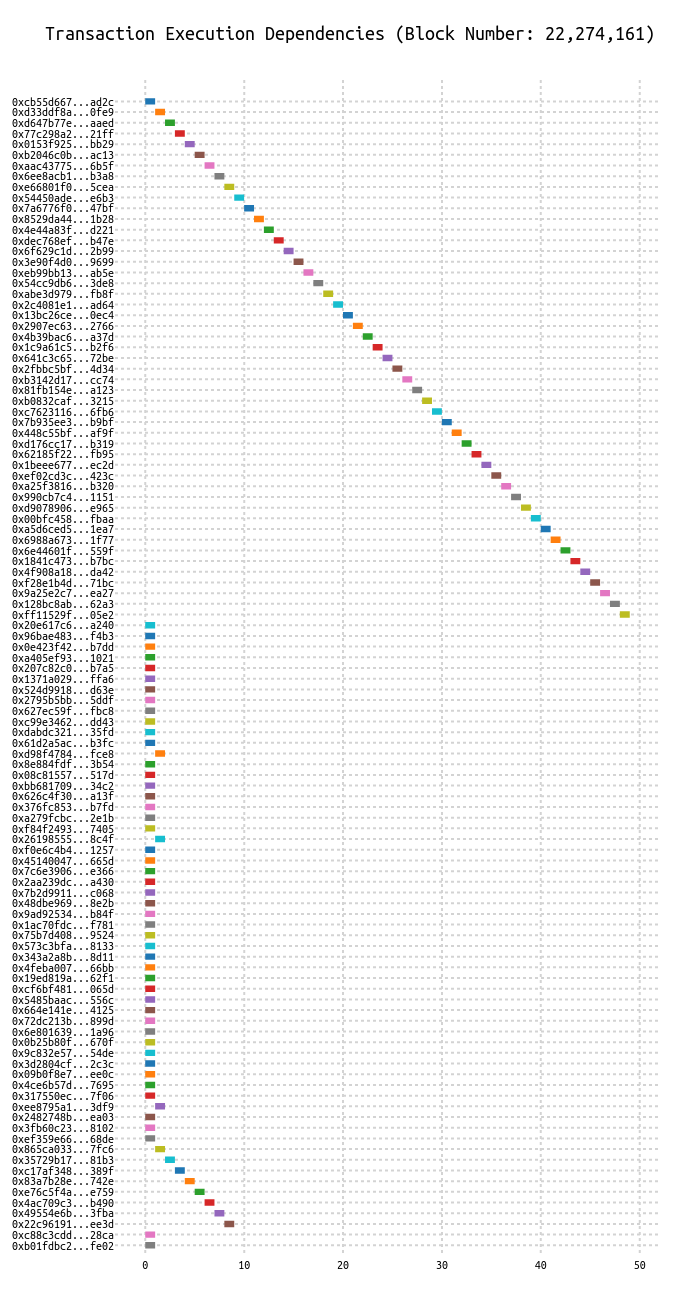 Transaction Execution Dependencies (Block Number: 22,274,161)
0xcb55d667...ad2c
0xd33ddf8a...0fe9
0xd647b77e...aaed
0x77c298a2...21ff
0x0153f925...bb29
0xb2046c0b...ac13
0xaac43775...6b5f
0x6ee8acb1...b3a8
0xe66801f0...5cea
0x54450ade...e6b3
0x7a6776f0...47bf
0x8529da44...1b28
0x4e44a83f...d221
0xdec768ef...b47e
0x6f629c1d...2b99
0x3e90f4d0...9699
0xeb99bb13...ab5e
0x54cc9db6...3de8
0xabe3d979...fb8f
0x2c4081e1...ad64
0x13bc26ce...0ec4
0x2907ec63...2766
0x4b39bac6...a37d
0x1c9a61c5...b2f6
0x641c3c65...72be
0x2fbbc5bf...4d34
0xb3142d17...cc74
0x81fb154e...a123
0xb0832caf...3215
0xc7623116...6fb6
0x7b935ee3...b9bf
0x448c55bf...af9f
0xd176cc17...b319
0x62185f22...fb95
0x1beee677...ec2d
0xef02cd3c...423c
0xa25f3816...b320
0x990cb7c4...1151
0xd9078906...e965
0x00bfc458...fbaa
0xa5d6ced5...1ea7
0x6988a673...1f77
0x6e44601f...559f
0x1841c473...b7bc
0x4f908a18...da42
0xf28e1b4d...71bc
0x9a25e2c7...ea27
0x128bc8ab...62a3
0xff11529f...05e2
0x20e617c6...a240
0x96bae483...f4b3
0x0e423f42...b7dd
0xa405ef93...1021
0x207c82c0...b7a5
0x1371a029...ffa6
0x524d9918...d63e
0x2795b5bb...5ddf
0x627ec59f...fbc8
0xc99e3462...dd43
0xdabdc321...35fd
0x61d2a5ac...b3fc
0xd98f4784...fce8
0x8e884fdf...3b54
0x08c81557...517d
0xbb681709...34c2
0x626c4f30...a13f
0x376fc853...b7fd
0xa279fcbc...2e1b
0xf84f2493...7405
0x26198555...8c4f
0xf0e6c4b4...1257
0x45140047...665d
0x7c6e3906...e366
0x2aa239dc...a430
0x7b2d9911...c068
0x48dbe969...8e2b
0x9ad92534...b84f
0x1ac70fdc...f781
0x75b7d408...9524
0x573c3bfa...8133
0x343a2a8b...8d11
0x4feba007...66bb
0x19ed819a...62f1
0xcf6bf481...065d
0x5485baac...556c
0x664e141e...4125
0x72dc213b...899d
0x6e801639...1a96
0x0b25b80f...670f
0x9c832e57...54de
0x3d2804cf...2c3c
0x09b0f8e7...ee0c
0x4ce6b57d...7695
0x317550ec...7f06
0xee8795a1...3df9
0x2482748b...ea03
0x3fb60c23...8102
0xef359e66...68de
0x865ca033...7fc6
0x35729b17...81b3
0xc17af348...389f
0x83a7b28e...742e
0xe76c5f4a...e759
0x4ac709c3...b490
0x49554e6b...3fba
0x22c96191...ee3d
0xc88c3cdd...28ca
0xb01fdbc2...fe02
0 10 20 30 40 50